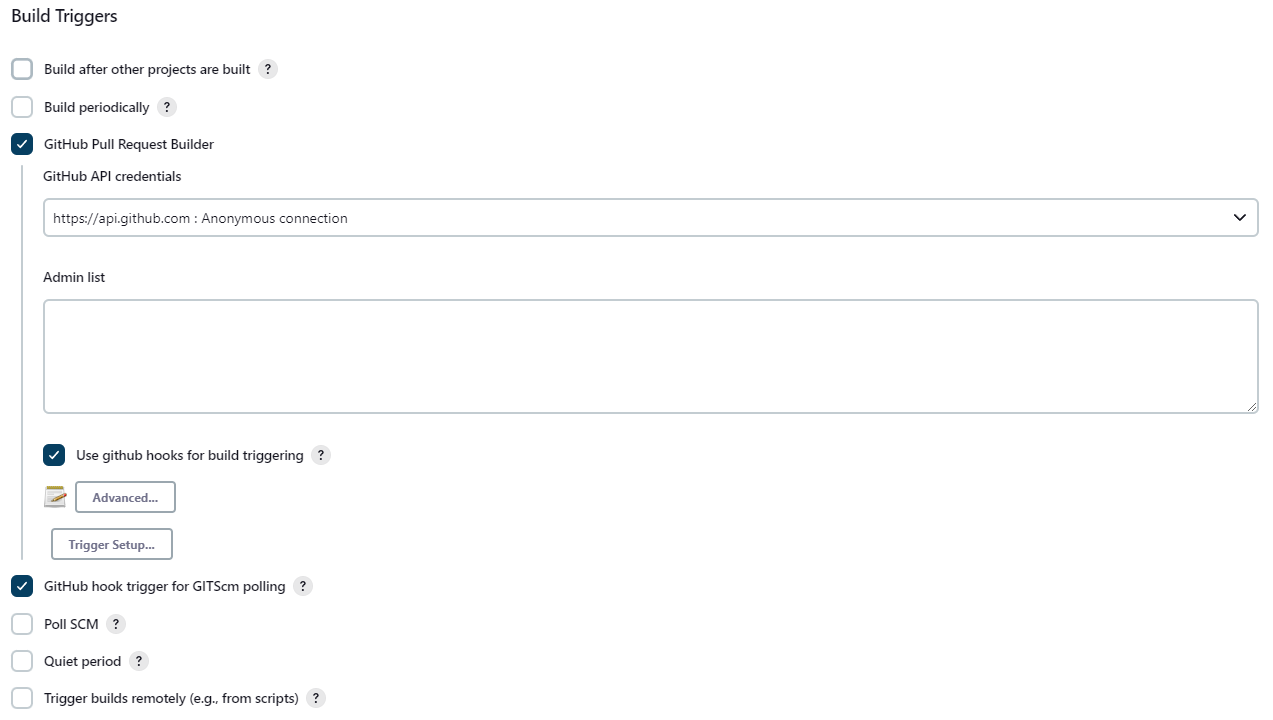 Build Triggers
Build after other projects are built ?
Build periodically ?
GitHub Pull Request Builder
GitHub API credentials
https://api.github.com : Anonymous connection
Admin list
Use github hooks for build triggering ?
Advanced...
Trigger Setup...
GitHub hook trigger for GITScm polling ?
Poll SCM ?
Quiet period ?
Trigger builds remotely (e.g., from scripts) ?